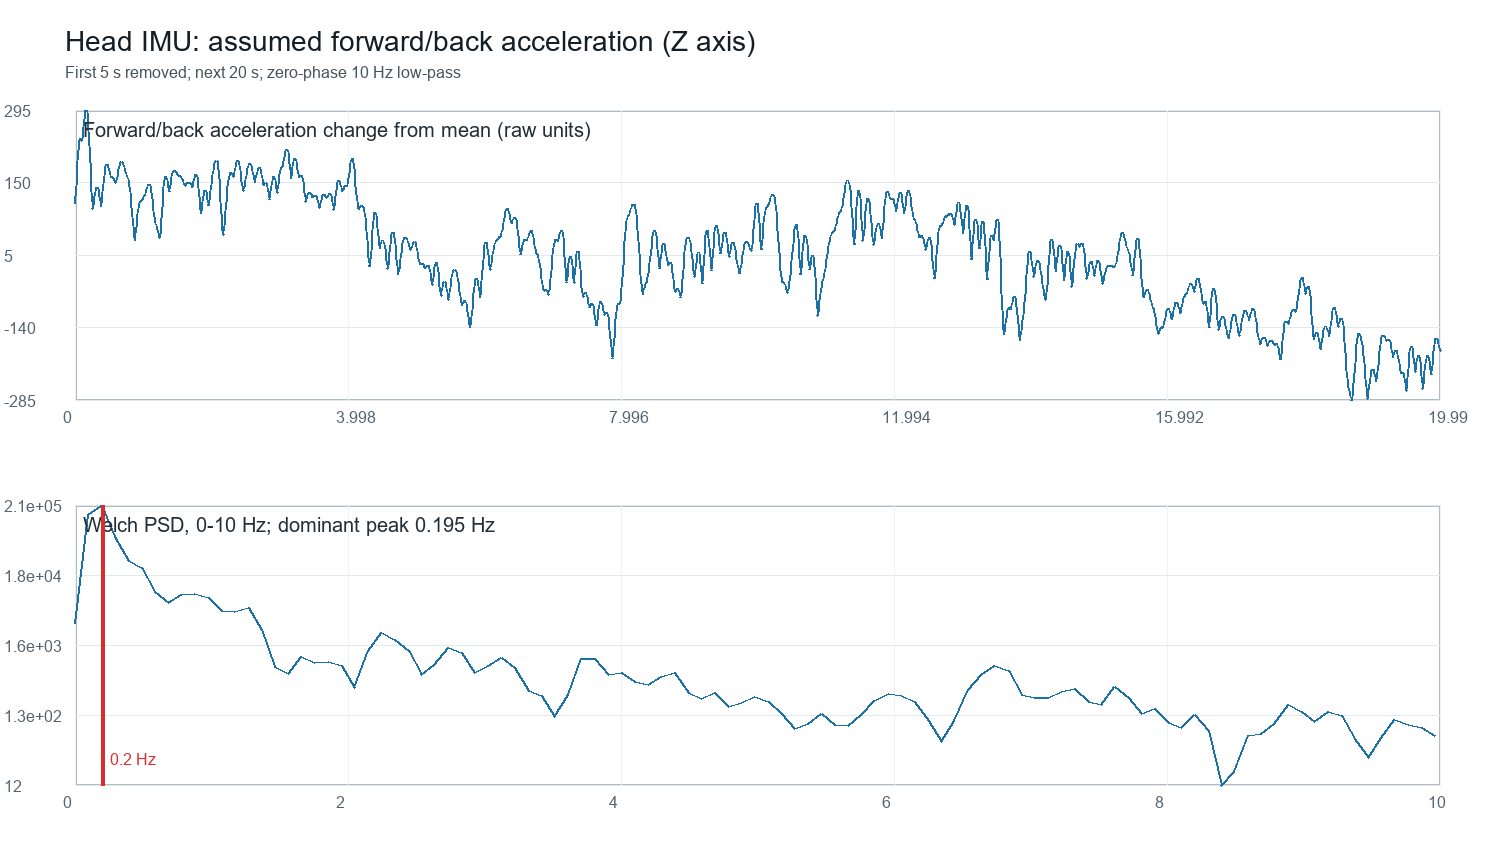 Head IMU: assumed forward/back acceleration (Z axis)
First 5 s removed; next 20 s; zero-phase 10 Hz low-pass
Forward/back acceleration change from mean (raw units)
295
150
5
-140
-285
0 3.998 7.996 11.994 15.992 19.99
Welch PSD, 0-10 Hz; dominant peak 0.195 Hz
2.1e+05
1.8e+04
1.6e+03
1.3e+02
12
0.2 Hz
0 2 4 6 8 10